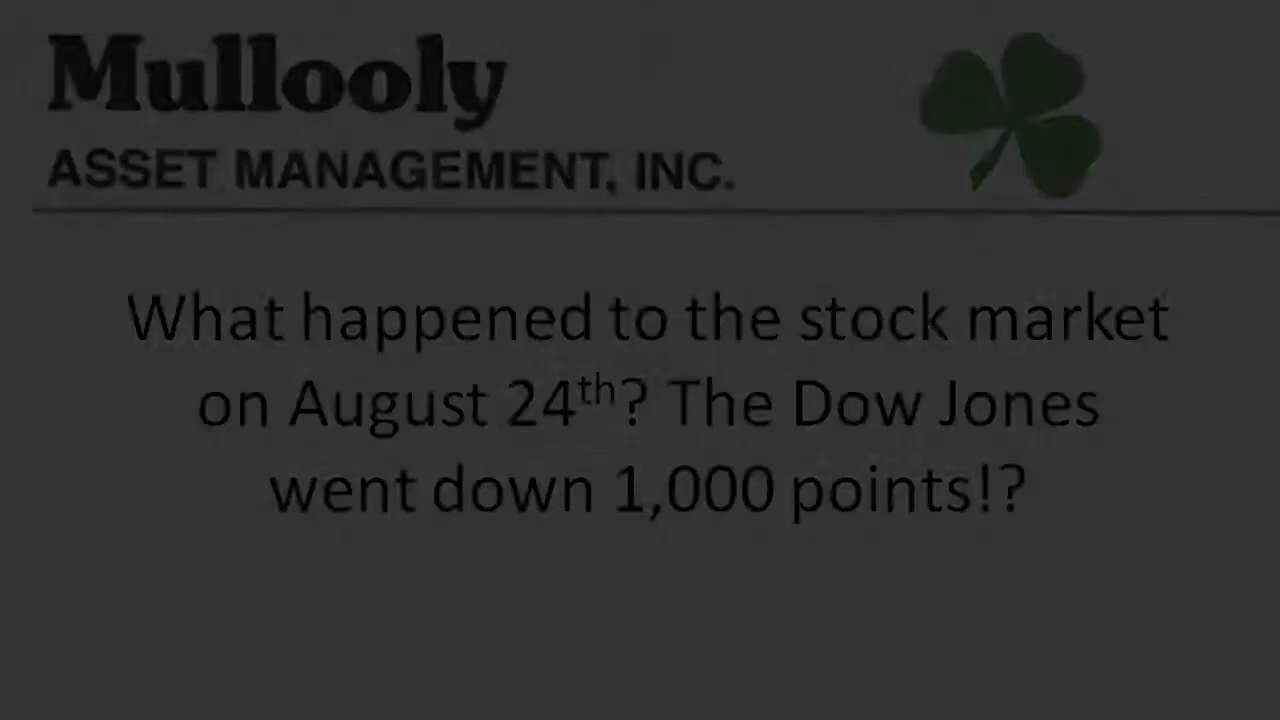 Mullooly
ASSET MANAGEMENT, INC.
What happened to the stock market
on August 24th? The Dow Jones
went down 1,000 points!?